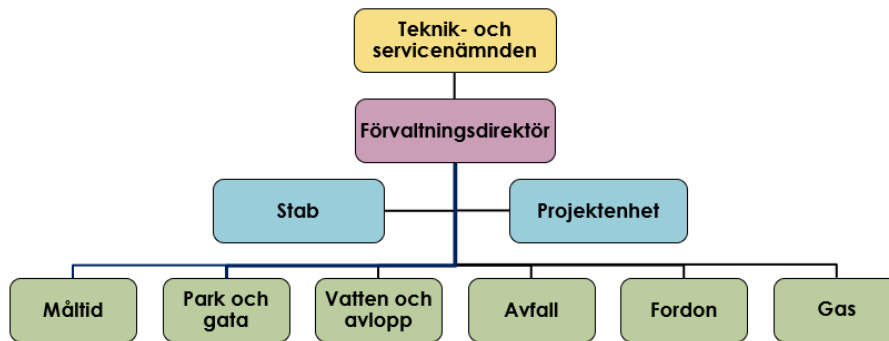 Teknik- och
servicenämnden
Förvaltningsdirektör
Stab
Projektenhet
Måltid
Park och
gata
Vatten och
avlopp
Avfall
Fordon
Gas